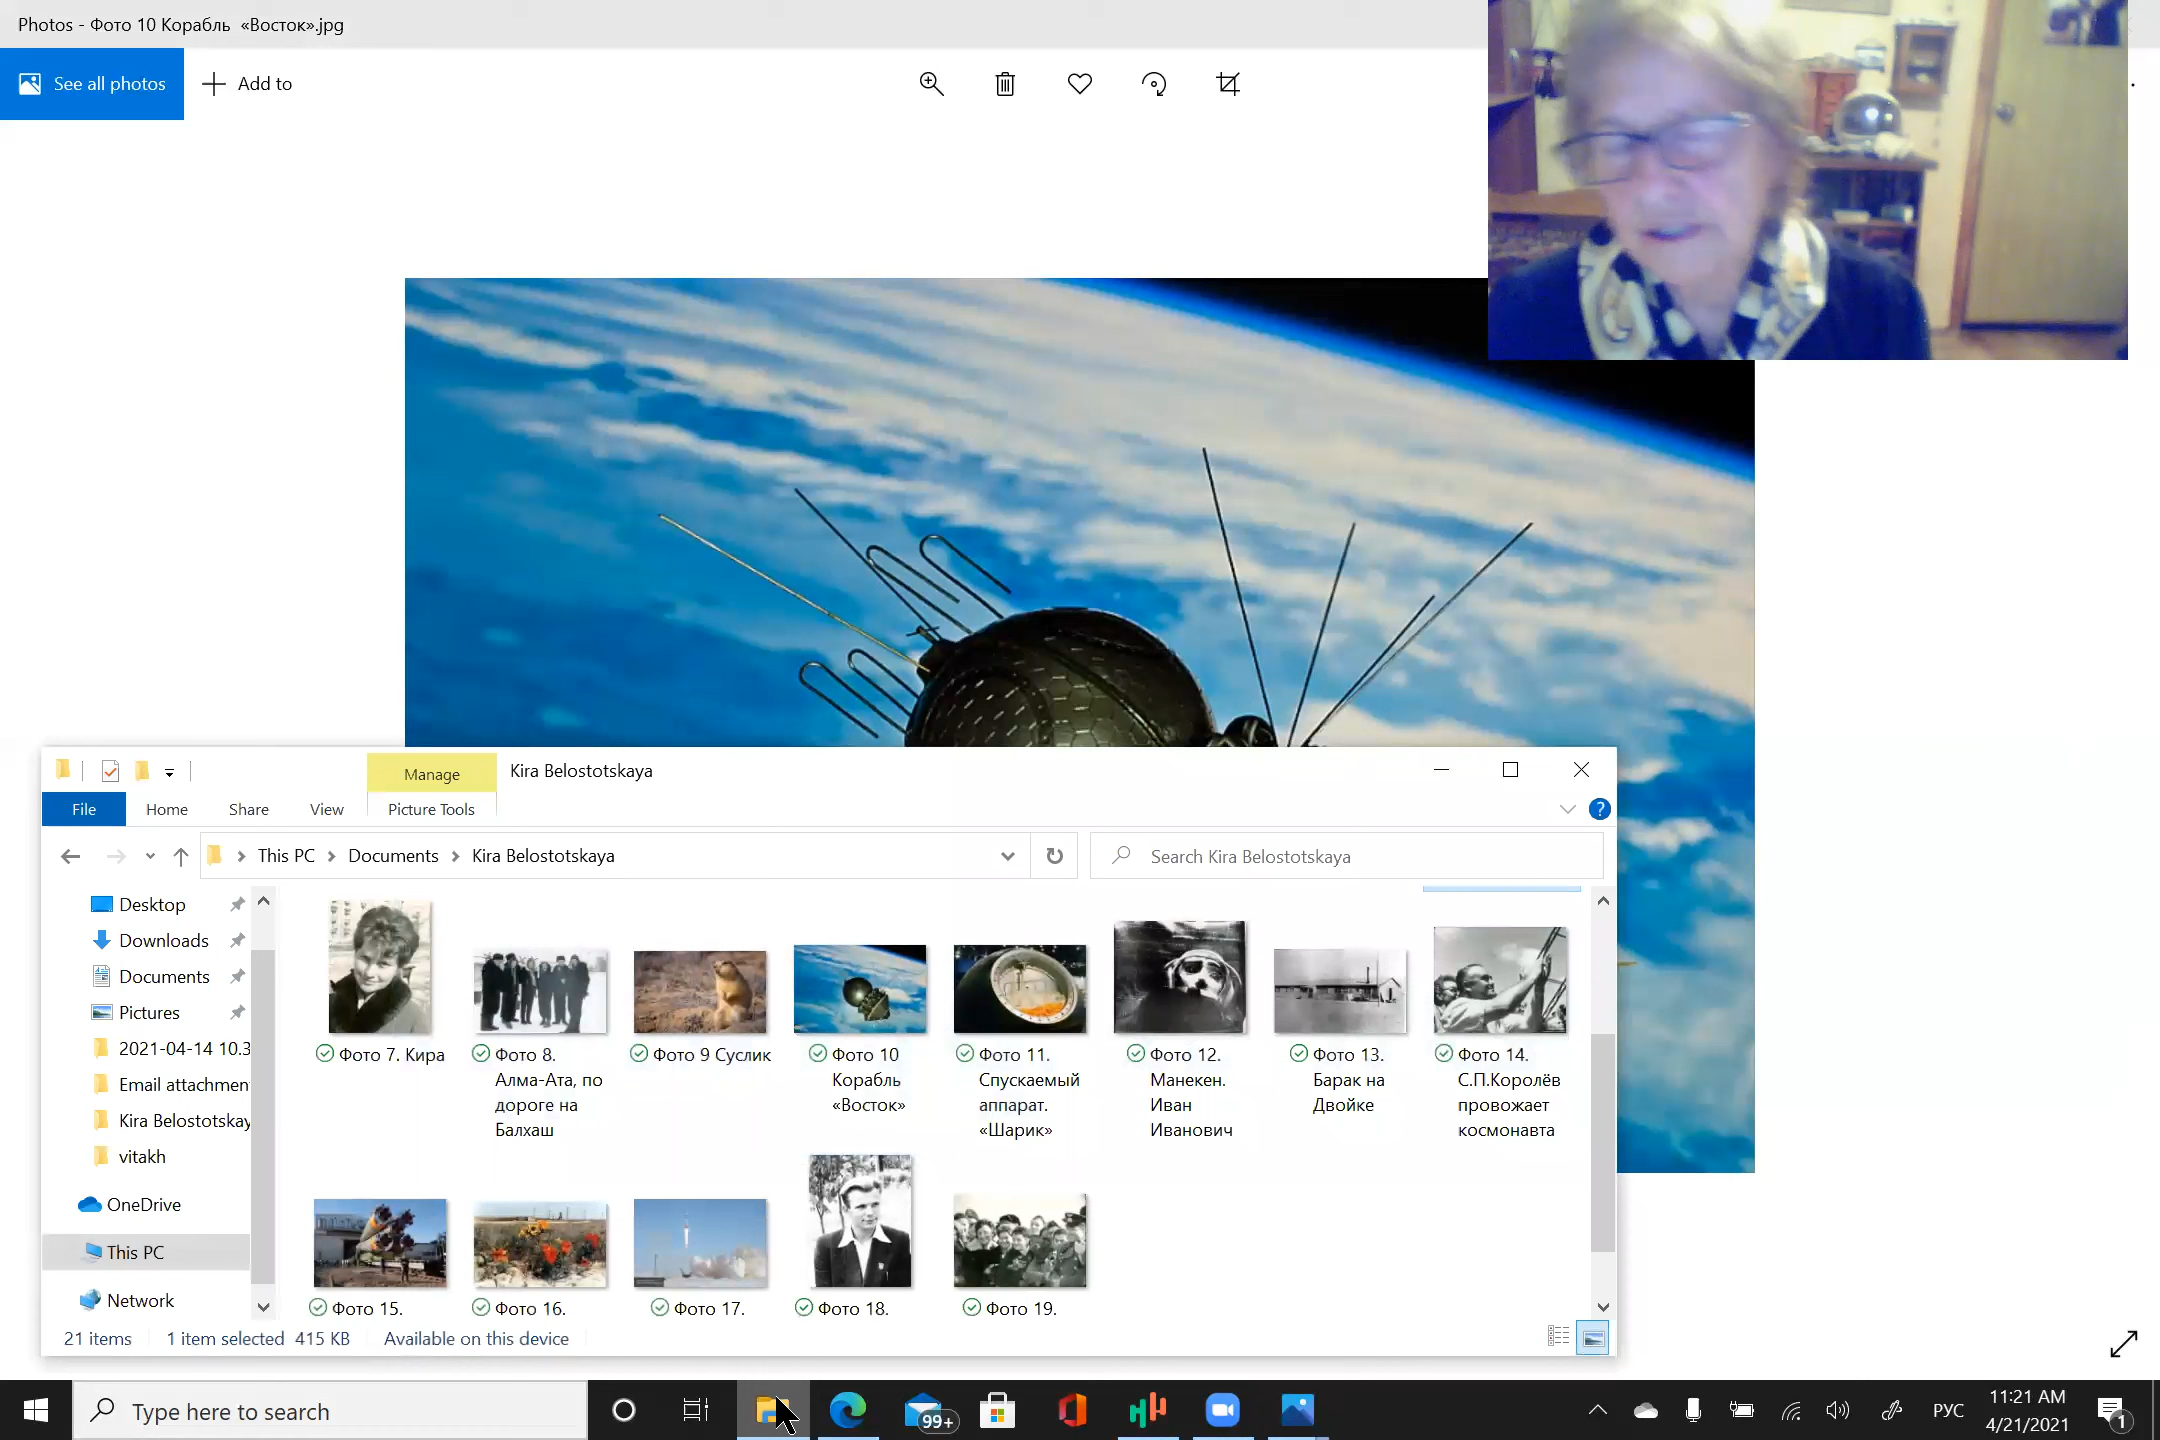 Photos - Фото 10 Корабль «Восток».jpg
See all photos
Add to
Manage
Kira Belostotskaya
File
Home
Share
View
Picture Tools
?
This PC
Documents
Kira Belostotskaya
Search Kira Belostotskaya
Desktop
Downloads
Documents
Pictures
2021-04-14 10.3
Email attachmen
Kira Belostotskay
vitakh
OneDrive
This PC
Network
Фото 7. Кира
Фото 8.
Алма-Ата, по
дороге на
Балхаш
Фото 9 Суслик
Фото 10
Корабль
«Восток»
Фото 11.
Спускаемый
аппарат.
«Шарик»
Фото 12.
Манекен.
Иван
Иванович
Фото 13.
Барак на
Двойке
Фото 14.
С.П.Королёв
провожает
космонавта
Фото 15.
Фото 16.
Фото 17.
Фото 18.
Фото 19.
21 items
1 item selected 415 KB
Available on this device
Type here to search
99+
РУС
11:21 AM
4/21/2021
1